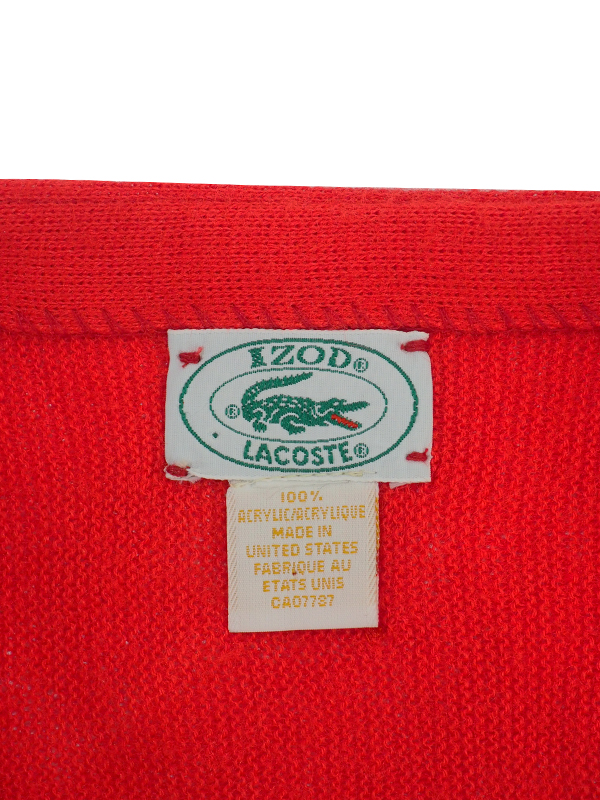 IZOD®
®
LACOSTE®
100%
ACRYLIC/ACRYLIQUE
MADE IN
UNITED STATES
FABRIQUE AU
ETATS UNIS
CA07787